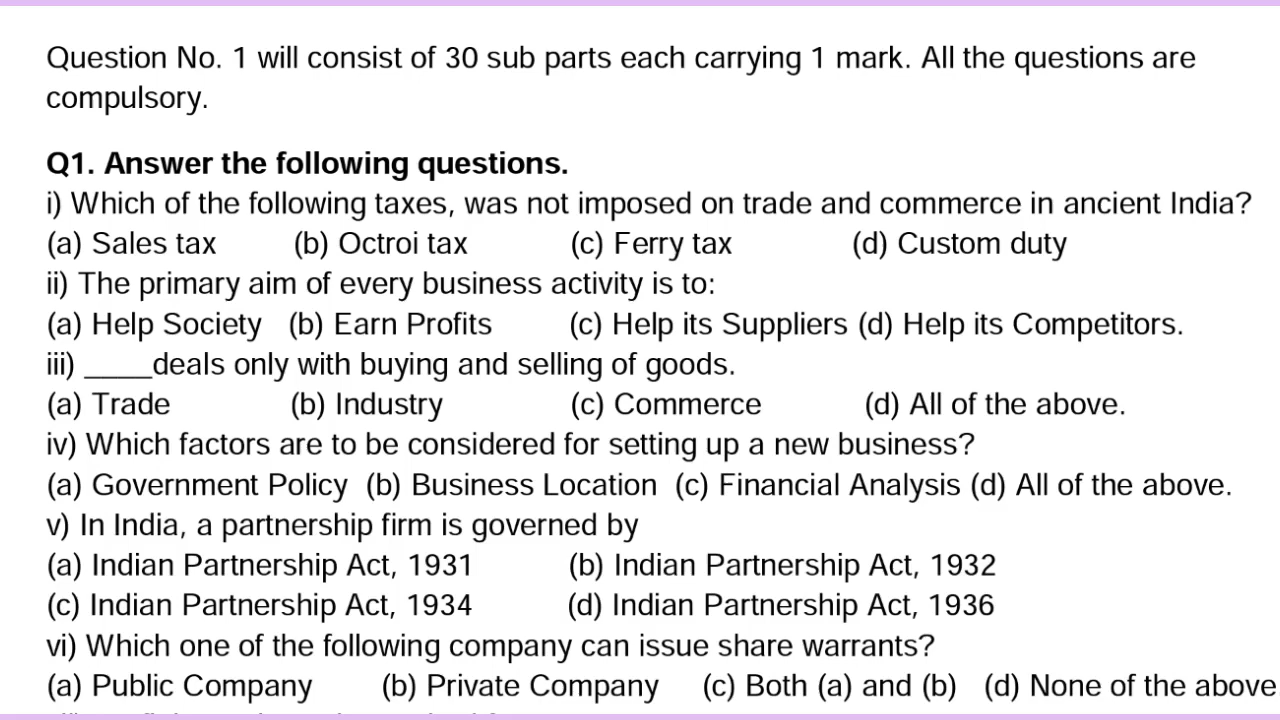 Question No. 1 will consist of 30 sub parts each carrying 1 mark. All the questions are
compulsory.
Q1. Answer the following questions.
i) Which of the following taxes, was not imposed on trade and commerce in ancient India?
(a) Sales tax (b) Octroi tax (c) Ferry tax (d) Custom duty
ii) The primary aim of every business activity is to:
(a) Help Society (b) Earn Profits (c) Help its Suppliers (d) Help its Competitors.
iii) ____deals only with buying and selling of goods.
(a) Trade (b) Industry (c) Commerce (d) All of the above.
iv) Which factors are to be considered for setting up a new business?
(a) Government Policy (b) Business Location (c) Financial Analysis (d) All of the above.
v) In India, a partnership firm is governed by
(a) Indian Partnership Act, 1931 (b) Indian Partnership Act, 1932
(c) Indian Partnership Act, 1934 (d) Indian Partnership Act, 1936
vi) Which one of the following company can issue share warrants?
(a) Public Company (b) Private Company (c) Both (a) and (b) (d) None of the above